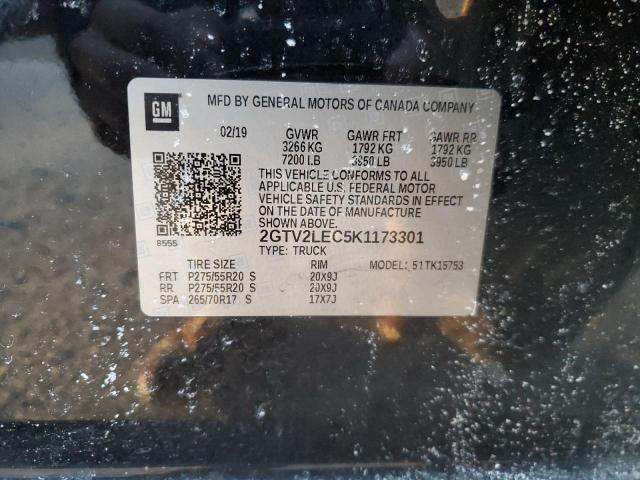 GM
MFD BY GENERAL MOTORS OF CANADA COMPANY
02/19 GVWR GAWR FRT GAWR RR
3266 KG 1792 KG 1792 KG
7200 LB 3950 LB 3950 LB
THIS VEHICLE CONFORMS TO ALL
APPLICABLE U.S. FEDERAL MOTOR
VEHICLE SAFETY STANDARDS IN EFFECT
ON THE DATE OF MANUFACTURE SHOWN ABOVE.
8555
2GTV2LEC5K1173301
TYPE: TRUCK
TIRE SIZE RIM MODEL: 51TK15753
FRT P275/55R20 S 20X9J
RR P275/55R20 S 20X9J
SPA 265/70R17 S 17X7J